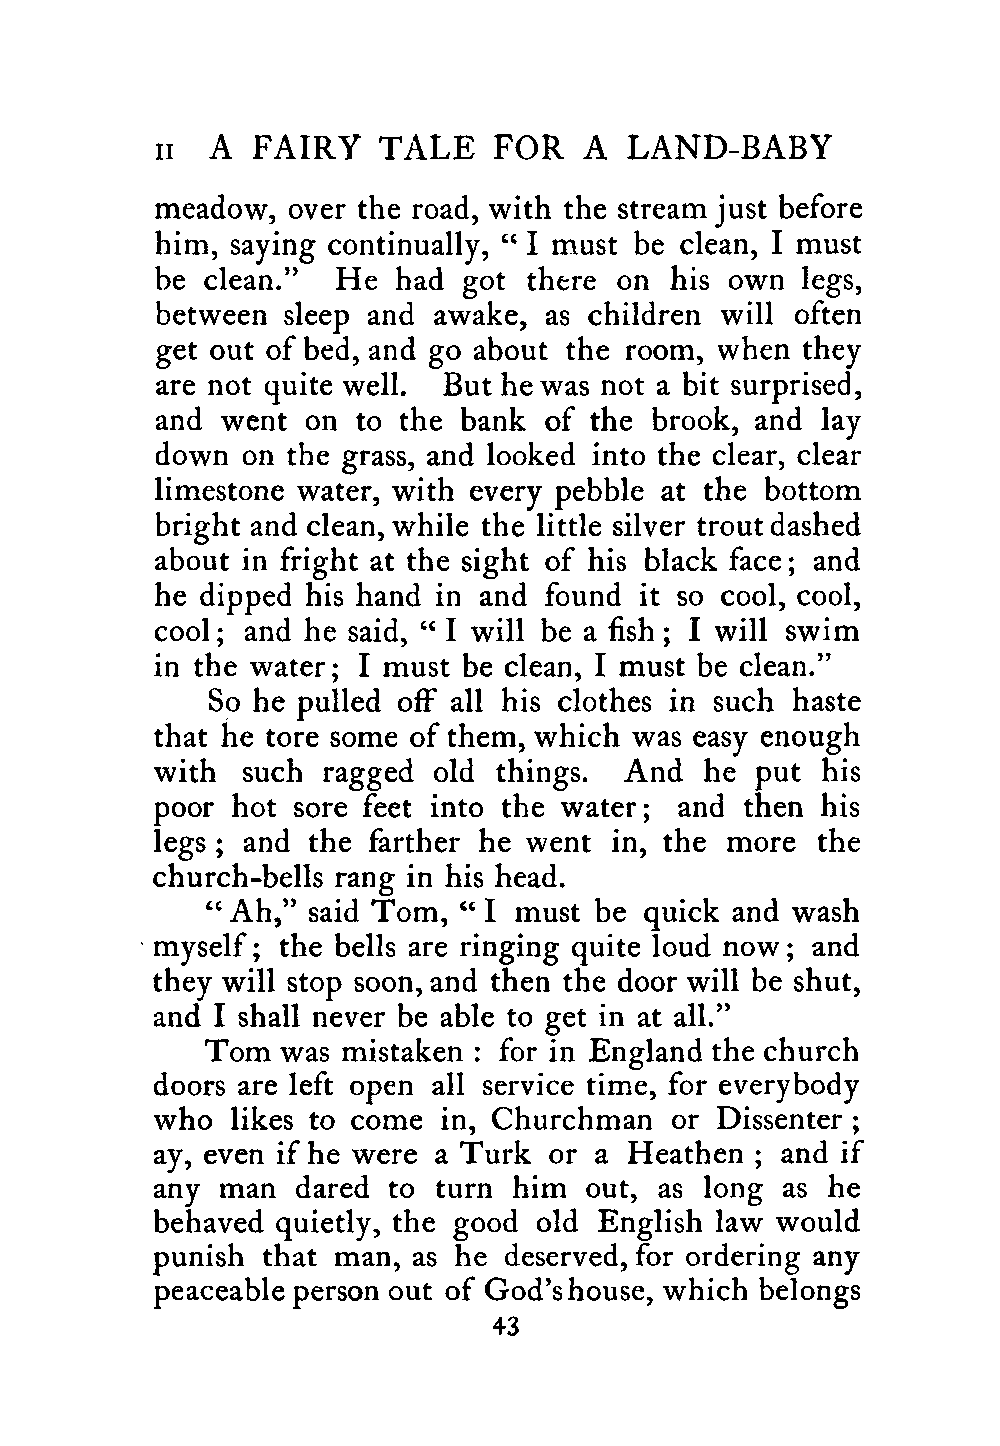 II A FAIRY TALE FOR A LAND-BABY
meadow, over the road, with the stream just before
him, saying continually, “ I must be clean, I must
be clean.” He had got there on his own legs,
between sleep and awake, as children will often
get out of bed, and go about the room, when they
are not quite well. But he was not a bit surprised,
and went on to the bank of the brook, and lay
down on the grass, and looked into the clear, clear
limestone water, with every pebble at the bottom
bright and clean, while the little silver trout dashed
about in fright at the sight of his black face ; and
he dipped his hand in and found it so cool, cool,
cool ; and he said, “ I will be a fish ; I will swim
in the water ; I must be clean, I must be clean.”
So he pulled off all his clothes in such haste
that he tore some of them, which was easy enough
with such ragged old things. And he put his
poor hot sore feet into the water ; and then his
legs ; and the farther he went in, the more the
church-bells rang in his head.
“ Ah,” said Tom, “ I must be quick and wash
myself ; the bells are ringing quite loud now ; and
they will stop soon, and then the door will be shut,
and I shall never be able to get in at all.”
Tom was mistaken : for in England the church
doors are left open all service time, for everybody
who likes to come in, Churchman or Dissenter ;
ay, even if he were a Turk or a Heathen ; and if
any man dared to turn him out, as long as he
behaved quietly, the good old English law would
punish that man, as he deserved, for ordering any
peaceable person out of God’s house, which belongs
43